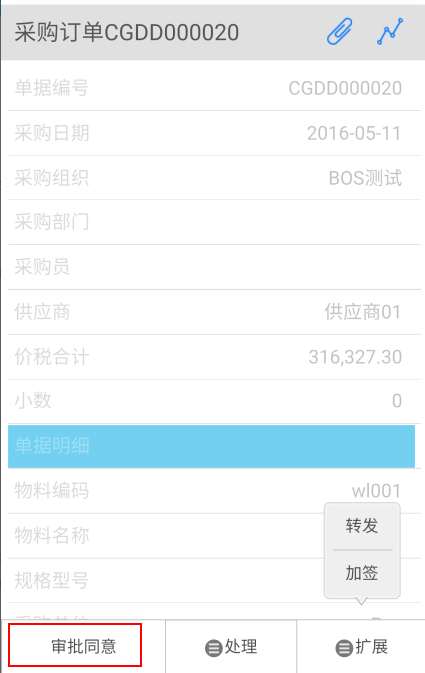 采购订单CGDD000020
单据编号 CGDD000020
采购日期 2016-05-11
采购组织 BOS测试
采购部门
采购员
供应商 供应商01
价税合计 316,327.30
小数 0
单据明细
物料编码 wl001
物料名称
规格型号
转发
加签
审批同意 处理 扩展